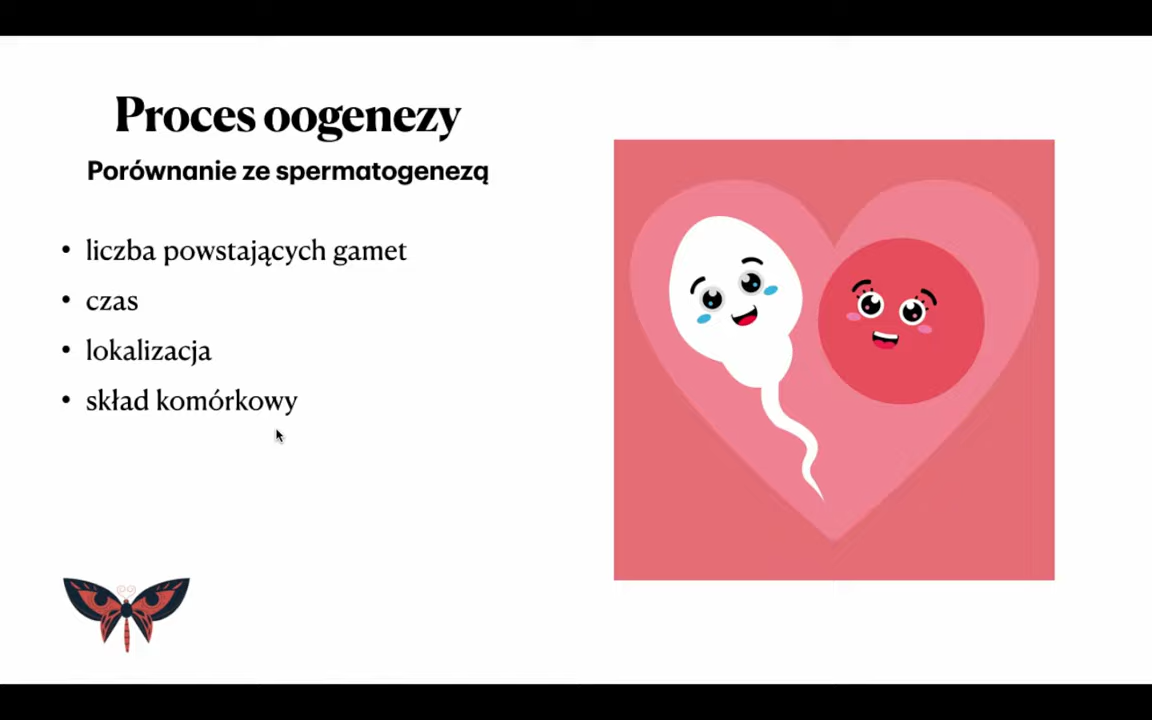 Proces oogenezy
Porównanie ze spermatogenezą
• liczba powstających gamet
• czas
• lokalizacja
• skład komórkowy